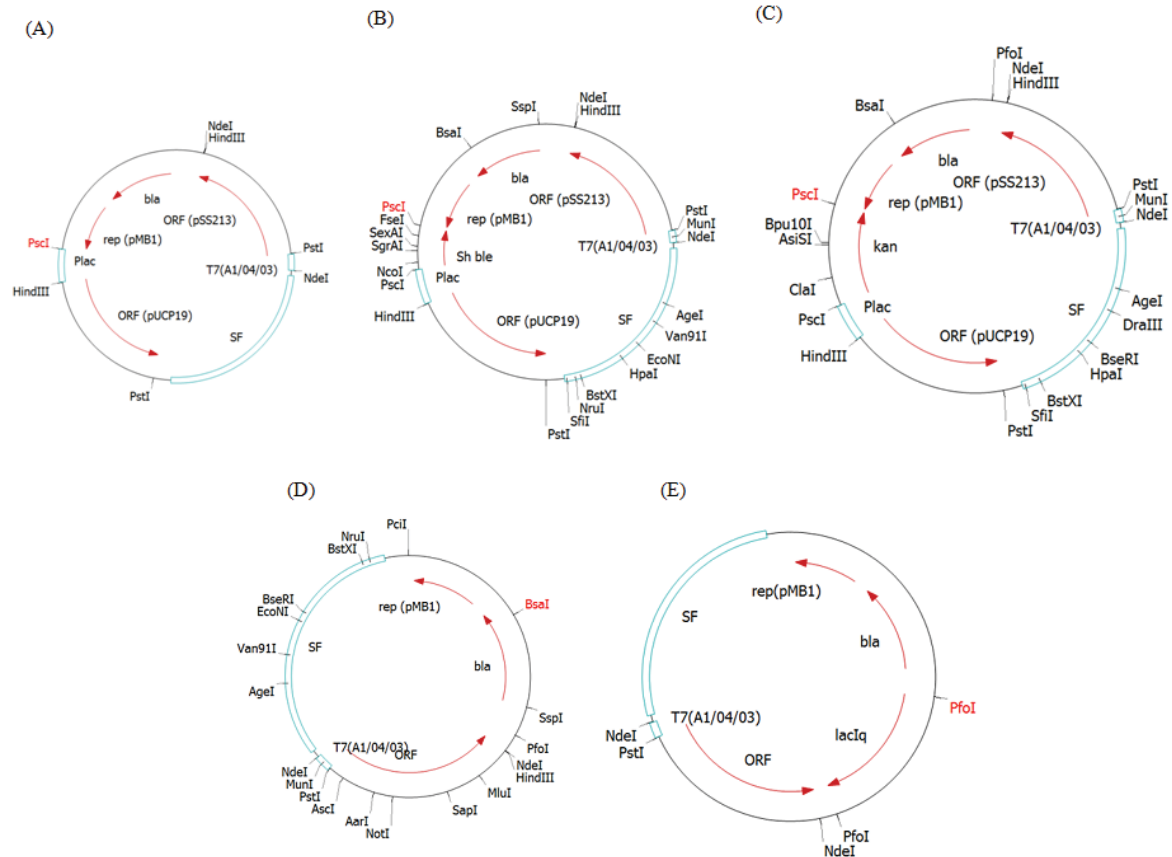 (A)
NdeI
HindIII
bla
ORF (pSS213)
rep (pMB1)
PscI
Plac
HindIII
T7(A1/04/03)
PstI
NdeI
ORF (pUCP19)
SF
PstI
(B)
SspI
NdeI
HindIII
BsaI
bla
ORF (pSS213)
PscI
FseI
SexAI
SgrAI
rep (pMB1)
PstI
MunI
NdeI
T7(A1/04/03)
Sh ble
NcoI
PscI
Plac
HindIII
ORF (pUCP19)
SF
AgeI
Van91I
EcoNI
HpaI
BstXI
NruI
SfiI
PstI
(C)
PfoI
NdeI
HindIII
BsaI
bla
ORF (pSS213)
PscI
rep (pMB1)
PstI
MunI
NdeI
Bpu10I
AsiSI
T7(A1/04/03)
kan
ClaI
PscI
Plac
HindIII
ORF (pUCP19)
SF
AgeI
DraIII
BseRI
HpaI
BstXI
SfiI
PstI
(D)
PciI
NruI
BstXI
rep (pMB1)
BsaI
BseRI
EcoNI
SF
Van91I
bla
AgeI
SspI
T7(A1/04/03)
ORF
PfoI
NdeI
HindIII
NdeI
MunI
PstI
AscI
MluI
SapI
AarI
NotI
(E)
rep(pMB1)
SF
bla
PfoI
T7(A1/04/03)
lacIq
NdeI
PstI
ORF
PfoI
NdeI